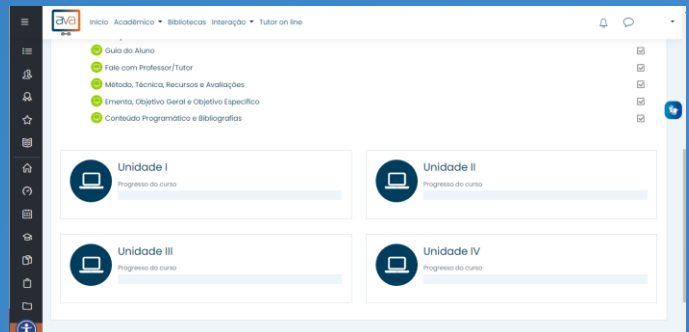 ava
Início Acadêmico Bibliotecas Interação Tutor on line
Guia do Aluno
Fale com Professor/Tutor
Método, Técnica, Recursos e Avaliações
Ementa, Objetivo Geral e Objetivo Específico
Conteúdo Programático e Bibliografias
Unidade I
Progresso do curso
Unidade II
Progresso do curso
Unidade III
Progresso do curso
Unidade IV
Progresso do curso